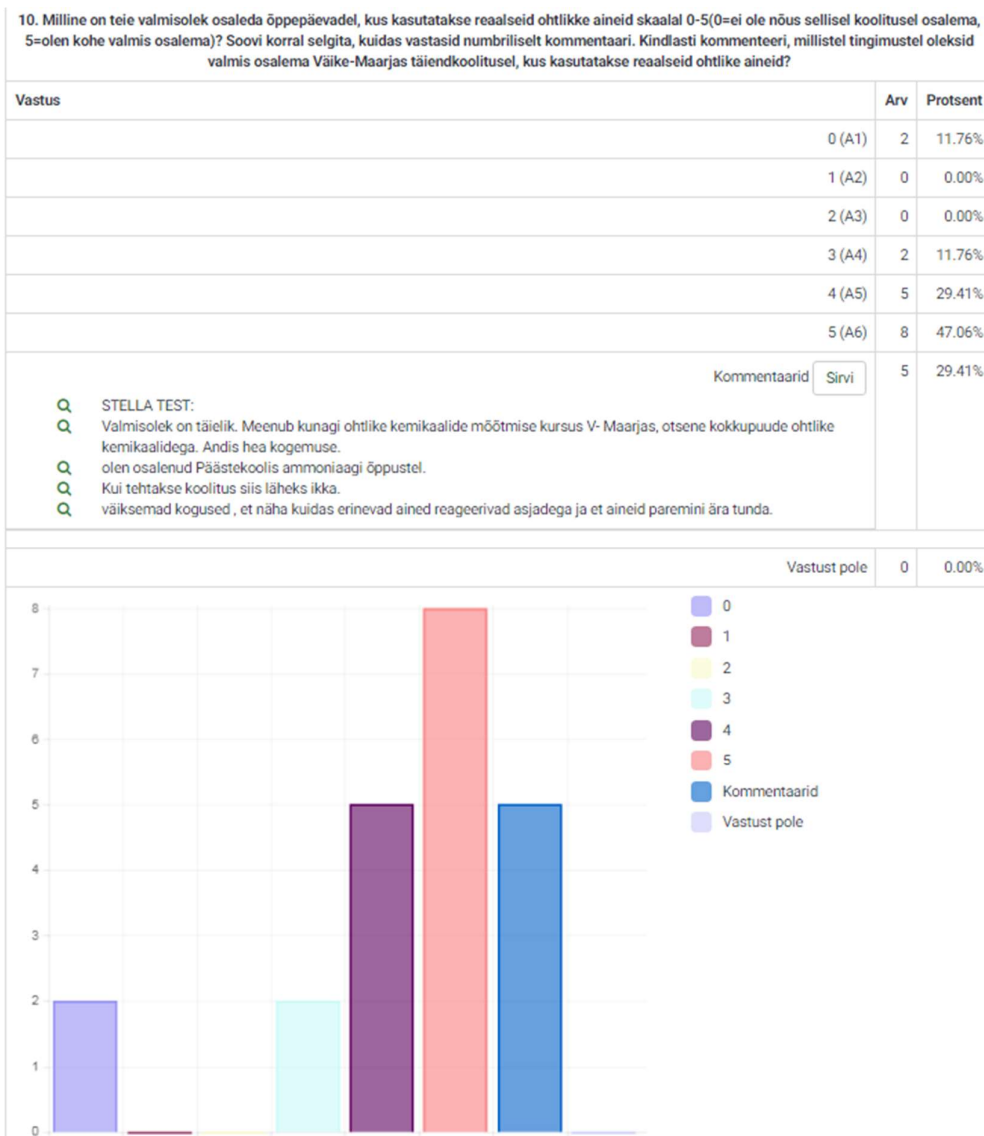 10. Milline on teie valmisolek osaleda õppepäevadel, kus kasutatakse reaalseid ohtlikke aineid skaalal 0-5(0=ei ole nõus sellisel koolitusel osalema,
5=olen kohe valmis osalema)? Soovi korral selgita, kuidas vastasid numbriliselt kommentaari. Kindlasti kommenteeri, millistel tingimustel oleksid
valmis osalema Väike-Maarjas täiendkoolitusel, kus kasutatakse reaalseid ohtlike aineid?
Vastus Arv Protsent
0 (A1) 2 11.76%
1 (A2) 0 0.00%
2 (A3) 0 0.00%
3 (A4) 2 11.76%
4 (A5) 5 29.41%
5 (A6) 8 47.06%
Kommentaarid Sirvi 5 29.41%
STELLA TEST:
Valmisolek on täielik. Meenub kunagi ohtlike kemikaalide mõõtmise kursus V- Maarjas, otsene kokkupuude ohtlike
kemikaalidega. Andis hea kogemuse.
olen osalenud Päästekoolis ammoniaagi õppustel.
Kui tehtakse koolitus siis läheks ikka.
väiksemad kogused , et näha kuidas erinevad ained reageerivad asjadega ja et aineid paremini ära tunda.
Vastust pole 0 0.00%
8
7
6
5
4
3
2
1
0
0
1
2
3
4
5
Kommentaarid
Vastust pole